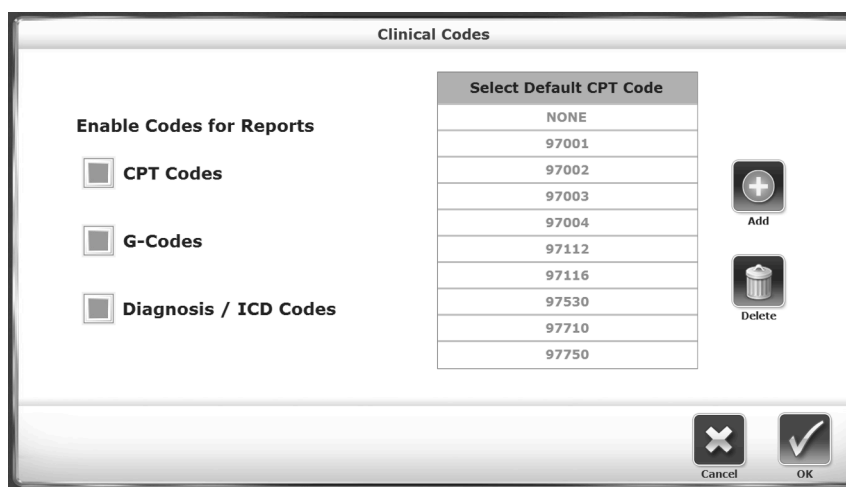 Clinical Codes
Enable Codes for Reports
CPT Codes
G-Codes
Diagnosis / ICD Codes
Select Default CPT Code
NONE
97001
97002
97003
97004
97112
97116
97530
97710
97750
Add
Delete
Cancel
OK